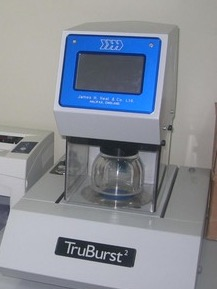 James H. Heal & Co. Ltd.
HALIFAX, ENGLAND.
TruBurst²